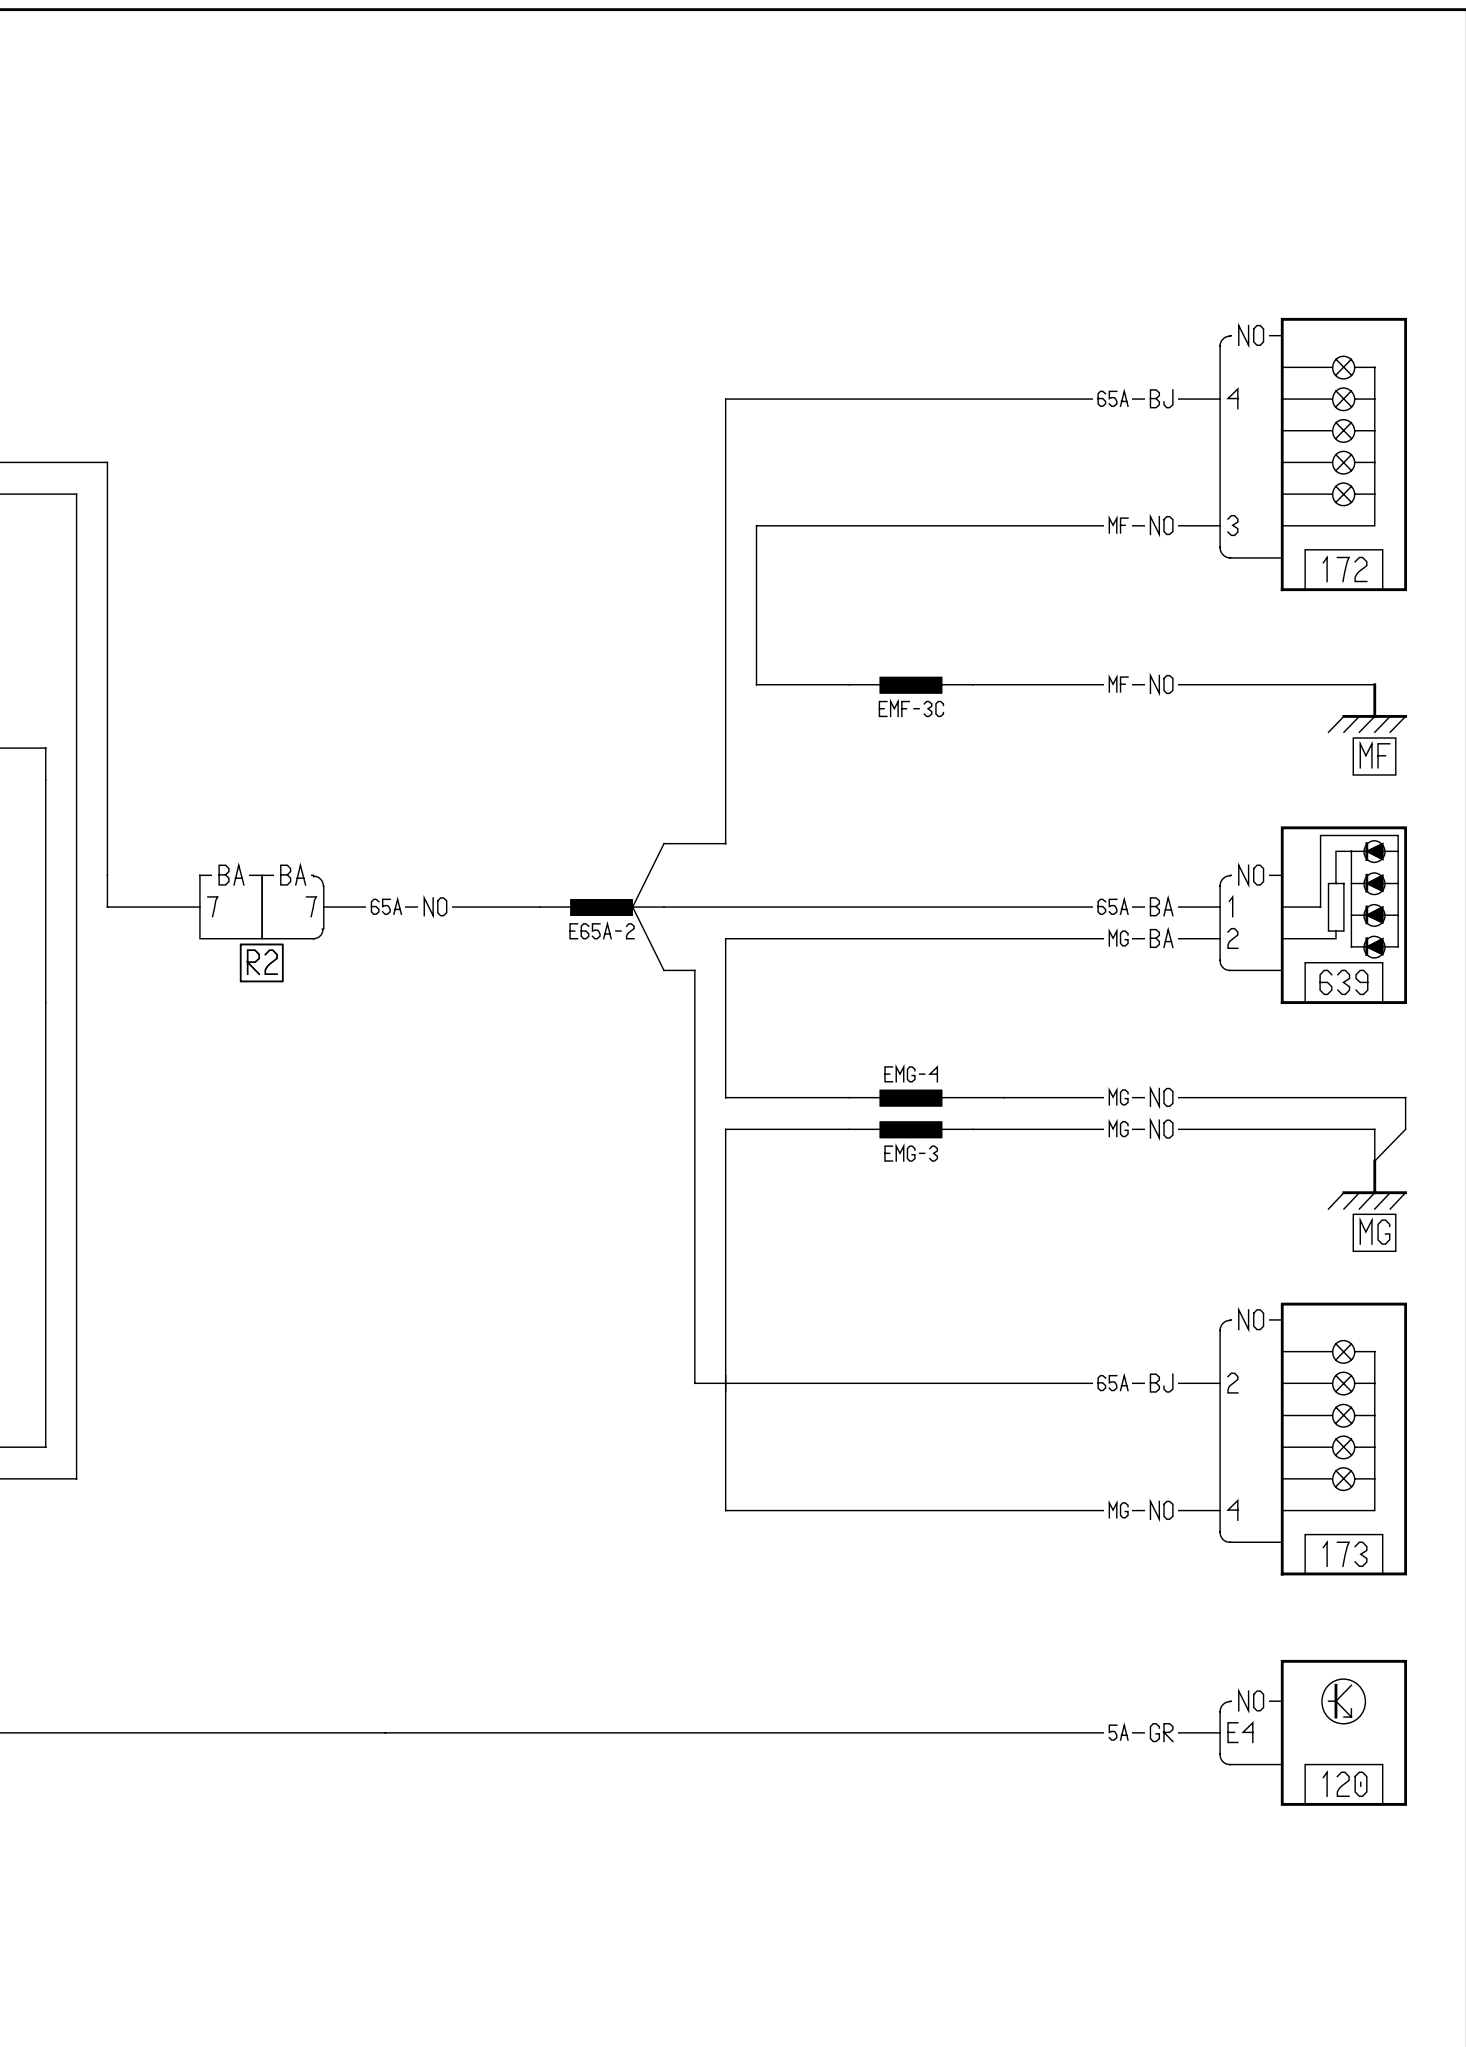 NO
65A BJ 4
MF NO 3
172
MF NO
EMF-3C
MF
BA BA NO
7 7 65A NO 65A BA 1
E65A-2 MG BA 2
R2
639
EMG-4
MG NO
MG NO
EMG-3
MG
NO
65A BJ 2
MG NO 4
173
NO
5A GR E4
120